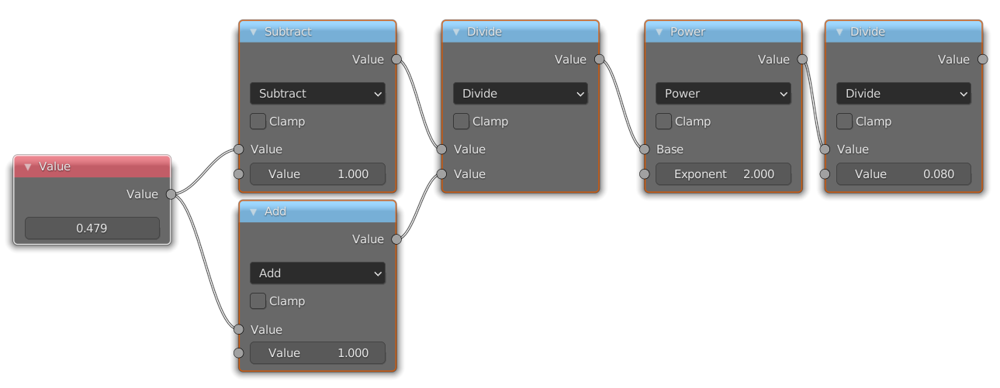 Value
Value
0.479
Subtract
Value
Subtract
Clamp
Value
Value 1.000
Add
Value
Add
Clamp
Value
Value 1.000
Divide
Value
Divide
Clamp
Value
Value
Power
Value
Power
Clamp
Base
Exponent 2.000
Divide
Value
Divide
Clamp
Value
Value 0.080